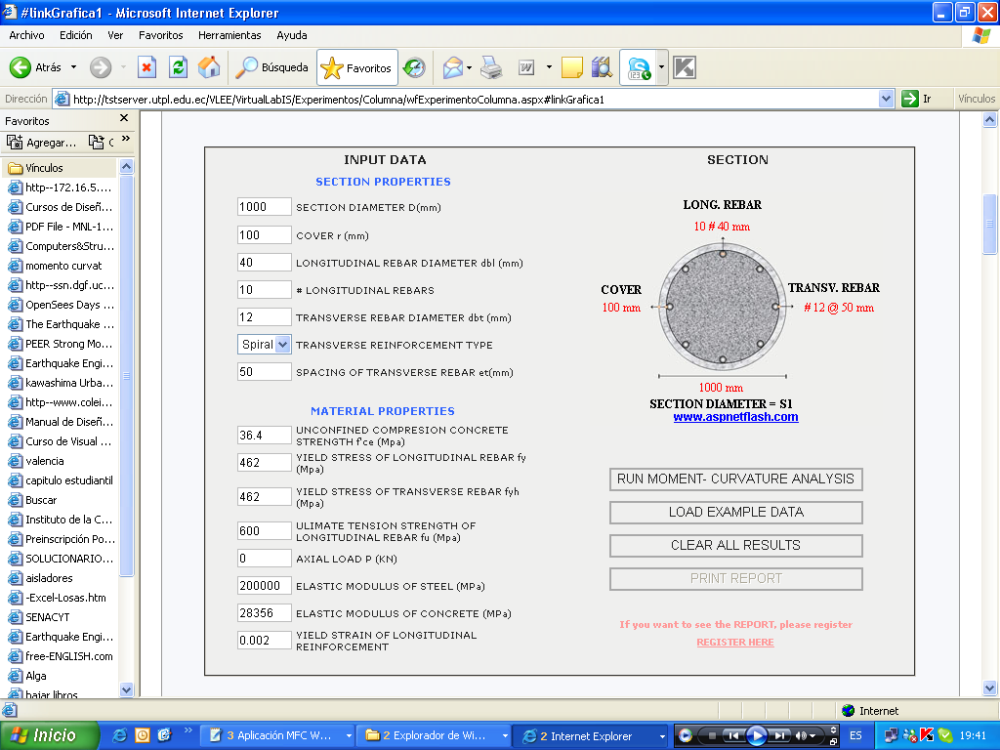 #linkGrafica1 - Microsoft Internet Explorer
Archivo Edición Ver Favoritos Herramientas Ayuda
Atrás Búsqueda Favoritos
Dirección http://tstserver.utpl.edu.ec/VLEE/VirtualLabIS/Experimentos/Columna/wfExperimentoColumna.aspx#linkGrafica1 Ir Vínculos
Favoritos
Agregar... C
Vínculos
http--172.16.5....
Cursos de Diseñ...
PDF File - MNL-1...
Computers&Stru...
momento curvat
http--ssn.dgf.uc...
OpenSees Days ...
The Earthquake ...
PEER Strong Mo...
Earthquake Engi...
kawashima Urba...
http--www.colei...
Manual de Diseñ...
Curso de Visual ...
valencia
capitulo estudiantil
Buscar
Instituto de la C...
Preinscripción Po...
SOLUCIONARIO...
aisladores
-Excel-Losas.htm
SENACYT
Earthquake Engi...
free-ENGLISH.com
Alga
bajar libros
INPUT DATA
SECTION PROPERTIES
1000 SECTION DIAMETER D(mm)
100 COVER r (mm)
40 LONGITUDINAL REBAR DIAMETER dbl (mm)
10 # LONGITUDINAL REBARS
12 TRANSVERSE REBAR DIAMETER dbt (mm)
Spiral TRANSVERSE REINFORCEMENT TYPE
50 SPACING OF TRANSVERSE REBAR et(mm)
MATERIAL PROPERTIES
36.4 UNCONFINED COMPRESION CONCRETE
STRENGTH f'ce (Mpa)
462 YIELD STRESS OF LONGITUDINAL REBAR fy
(Mpa)
462 YIELD STRESS OF TRANSVERSE REBAR fyh
(Mpa)
600 ULIMATE TENSION STRENGTH OF
LONGITUDINAL REBAR fu (Mpa)
0 AXIAL LOAD P (KN)
200000 ELASTIC MODULUS OF STEEL (MPa)
28356 ELASTIC MODULUS OF CONCRETE (MPa)
0.002 YIELD STRAIN OF LONGITUDINAL
REINFORCEMENT
SECTION
LONG. REBAR
10 # 40 mm
COVER
100 mm
TRANSV. REBAR
# 12 @ 50 mm
1000 mm
SECTION DIAMETER = S1
www.aspnetflash.com
RUN MOMENT- CURVATURE ANALYSIS
LOAD EXAMPLE DATA
CLEAR ALL RESULTS
PRINT REPORT
If you want to see the REPORT, please register
REGISTER HERE
Internet
Inicio 3 Aplicación MFC W... 2 Explorador de Wi... 2 Internet Explorer ES 19:41